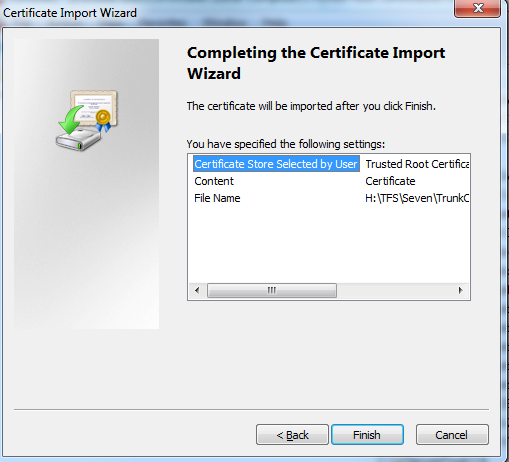 Certificate Import Wizard
Completing the Certificate Import
Wizard
The certificate will be imported after you click Finish.
You have specified the following settings:
Certificate Store Selected by User Trusted Root Certifica
Content Certificate
File Name H:\TFS\Seven\TrunkC
< Back Finish Cancel